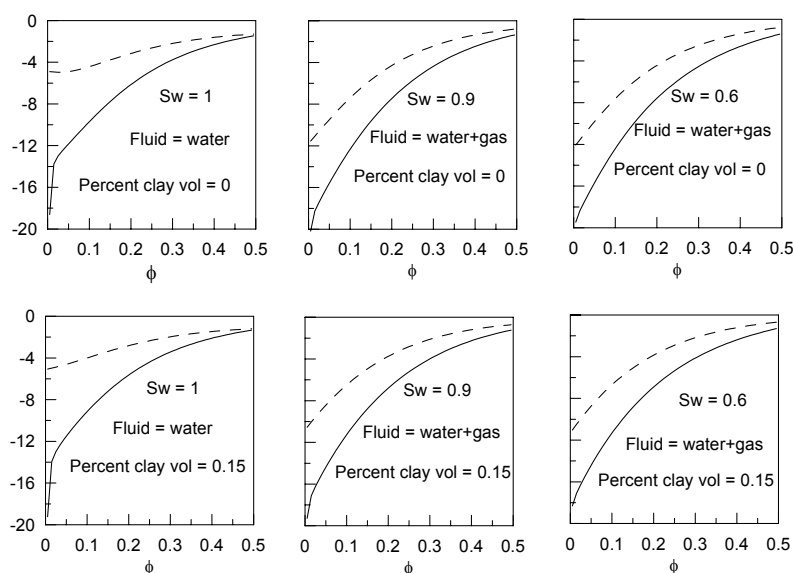 0
-4
-8
-12
-16
-20
Sw = 1
Fluid = water
Percent clay vol = 0
0 0.1 0.2 0.3 0.4 0.5
ϕ
Sw = 0.9
Fluid = water+gas
Percent clay vol = 0
0 0.1 0.2 0.3 0.4 0.5
ϕ
Sw = 0.6
Fluid = water+gas
Percent clay vol = 0
0 0.1 0.2 0.3 0.4 0.5
ϕ
0
-4
-8
-12
-16
-20
Sw = 1
Fluid = water
Percent clay vol = 0.15
0 0.1 0.2 0.3 0.4 0.5
ϕ
Sw = 0.9
Fluid = water+gas
Percent clay vol = 0.15
0 0.1 0.2 0.3 0.4 0.5
ϕ
Sw = 0.6
Fluid = water+gas
Percent clay vol = 0.15
0 0.1 0.2 0.3 0.4 0.5
ϕ